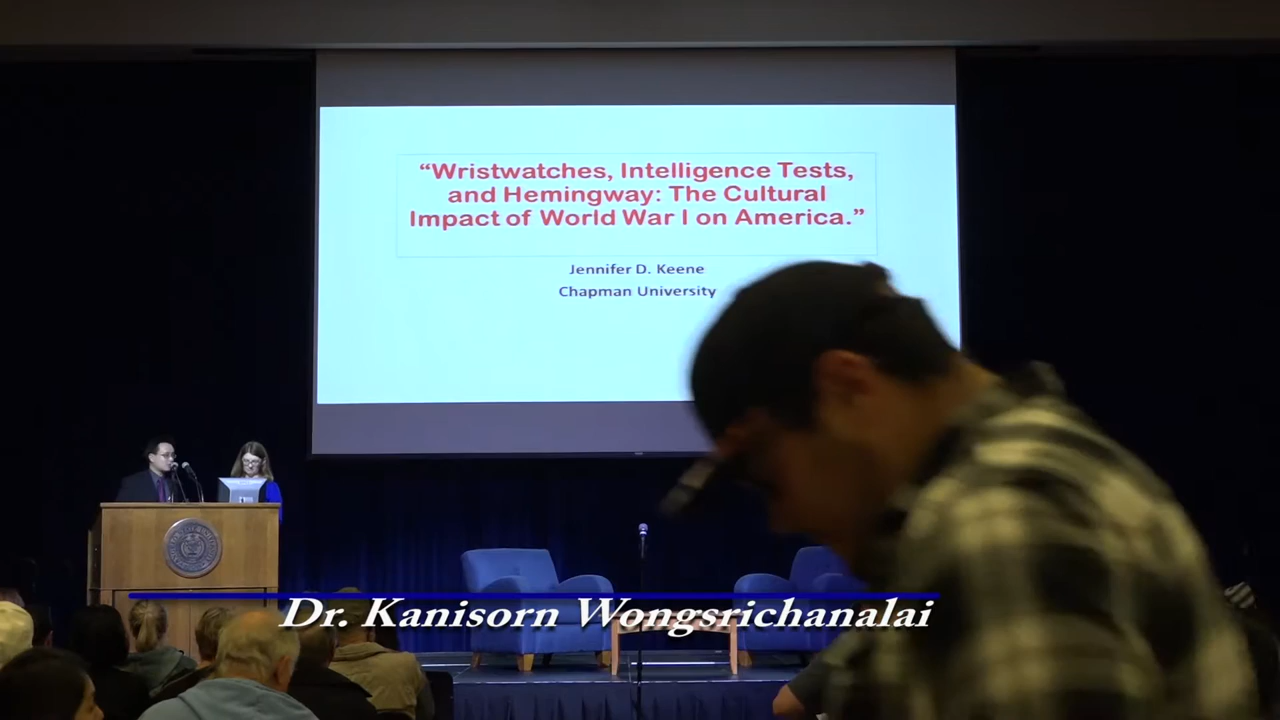 “Wristwatches, Intelligence Tests,
and Hemingway: The Cultural
Impact of World War I on America.”
Jennifer D. Keene
Chapman University
Dr. Kanisorn Wongsrichanalai